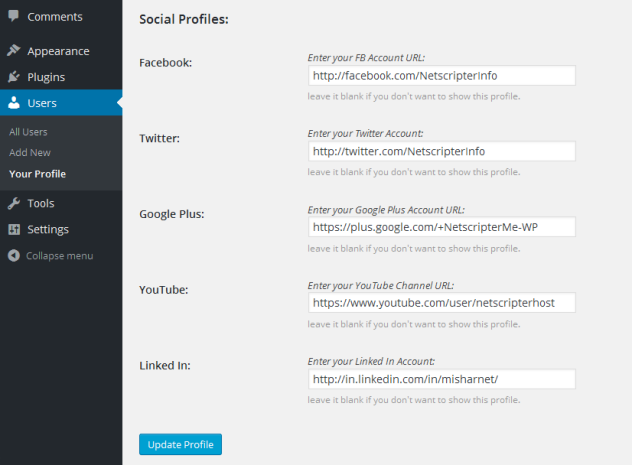 Comments
Appearance
Plugins
Users
All Users
Add New
Your Profile
Tools
Settings
Collapse menu
Social Profiles:
Facebook:
Enter your FB Account URL:
http://facebook.com/NetscripterInfo
leave it blank if you don't want to show this profile.
Twitter:
Enter your Twitter Account:
http://twitter.com/NetscripterInfo
leave it blank if you don't want to show this profile.
Google Plus:
Enter your Google Plus Account URL:
https://plus.google.com/+NetscripterMe-WP
leave it blank if you don't want to show this profile.
YouTube:
Enter your YouTube Channel URL:
https://www.youtube.com/user/netscripterhost
leave it blank if you don't want to show this profile.
Linked In:
Enter your Linked In Account:
http://in.linkedin.com/in/misharnet/
leave it blank if you don't want to show this profile.
Update Profile